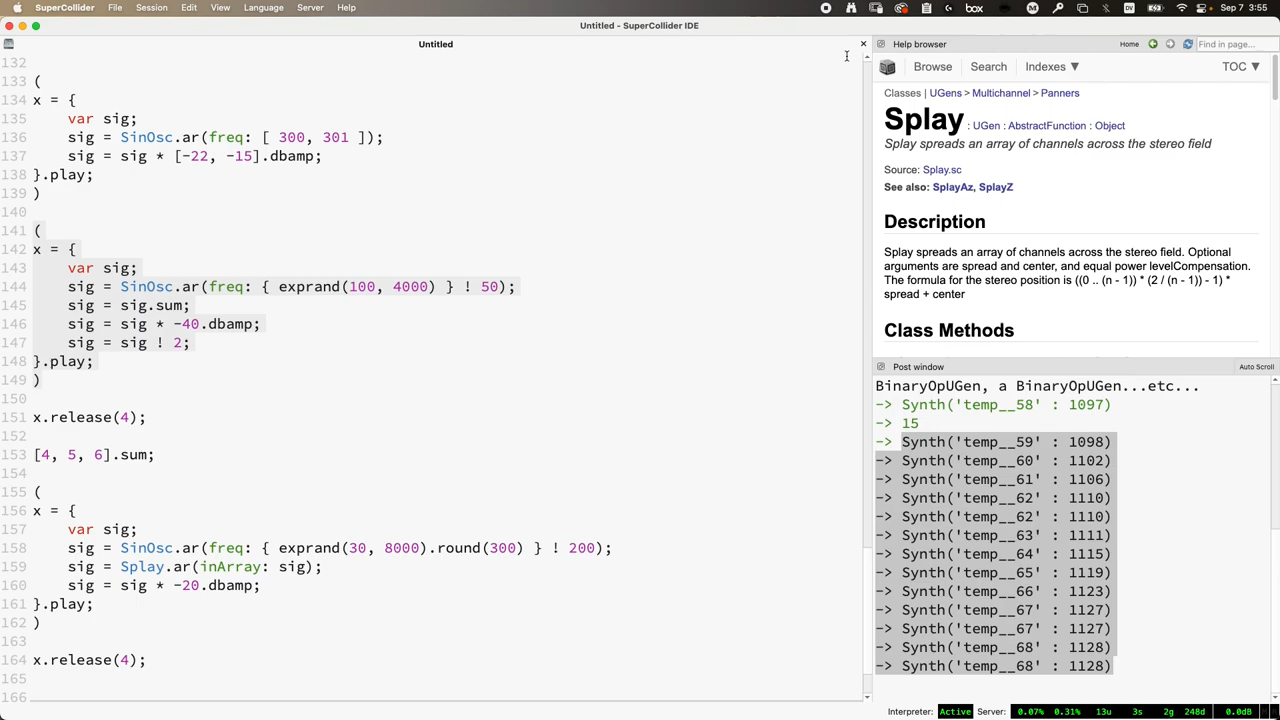 SuperCollider IDE File Edit View Language Server Help Fri Sep 9 3:55
Untitled - SuperCollider IDE
Untitled
132
133 (
134 x = {
135 var sig;
136 sig = SinOsc.ar(freq: [ 300, 301 ]);
137 sig = sig * [-22, -15].dbamp;
138 }.play;
139 )
140
141 (
142 x = {
143 var sig;
144 sig = SinOsc.ar(freq: { exprand(100, 4000) } ! 50);
145 sig = sig.sum;
146 sig = sig * -40.dbamp;
147 sig = sig ! 2;
148 }.play;
149 )
150
151 x.release(4);
152
153 [4, 5, 6].sum;
154
155 (
156 x = {
157 var sig;
158 sig = SinOsc.ar(freq: { exprand(30, 8000).round(300) } ! 200);
159 sig = Splay.ar(inArray: sig);
160 sig = sig * -20.dbamp;
161 }.play;
162 )
163
164 x.release(4);
165
166
Help browser Home Find in page...
Browse Search Indexes ▼ TOC ▼
Classes | UGens > Multichannel > Panners
Splay : UGen : AbstractFunction : Object
Splay spreads an array of channels across the stereo field
Source: Splay.sc
See also: SplayAz, SplayZ
Description
Splay spreads an array of channels across the stereo field. Optional
arguments are spread and center, and equal power levelCompensation.
The formula for the stereo position is ((0 .. (n - 1)) * (2 / (n - 1)) - 1) *
spread + center
Class Methods
Post window Auto Scroll
BinaryOpUGen, a BinaryOpUGen...etc...
-> Synth('temp__58' : 1097)
-> 15
-> Synth('temp__59' : 1098)
-> Synth('temp__60' : 1102)
-> Synth('temp__61' : 1106)
-> Synth('temp__62' : 1110)
-> Synth('temp__62' : 1110)
-> Synth('temp__63' : 1111)
-> Synth('temp__64' : 1115)
-> Synth('temp__65' : 1119)
-> Synth('temp__66' : 1123)
-> Synth('temp__67' : 1127)
-> Synth('temp__67' : 1127)
-> Synth('temp__68' : 1128)
-> Synth('temp__68' : 1128)
Interpreter: Active Server: 0.07% 0.31% 13u 3s 2g 248d 0.0dB